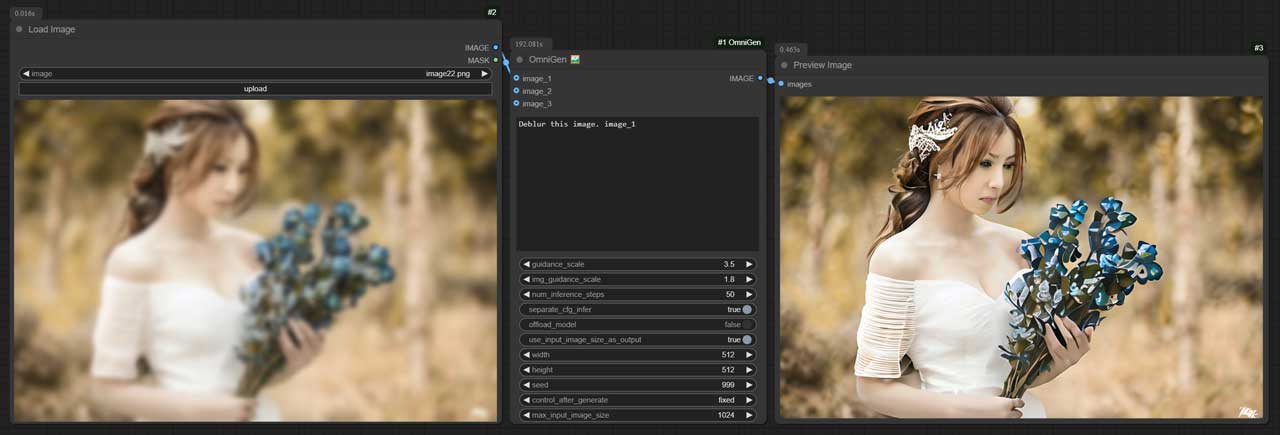 0.016s
#2
Load Image
IMAGE
MASK
image
image22.png
upload
192.081s
#1 OmniGen
OmniGen
image_1
IMAGE
image_2
image_3
Deblur this image. image_1
guidance_scale
3.5
img_guidance_scale
1.8
num_inference_steps
50
separate_cfg_infer
true
offload_model
false
use_input_image_size_as_output
true
width
512
height
512
seed
999
control_after_generate
fixed
max_input_image_size
1024
0.463s
#3
Preview Image
images